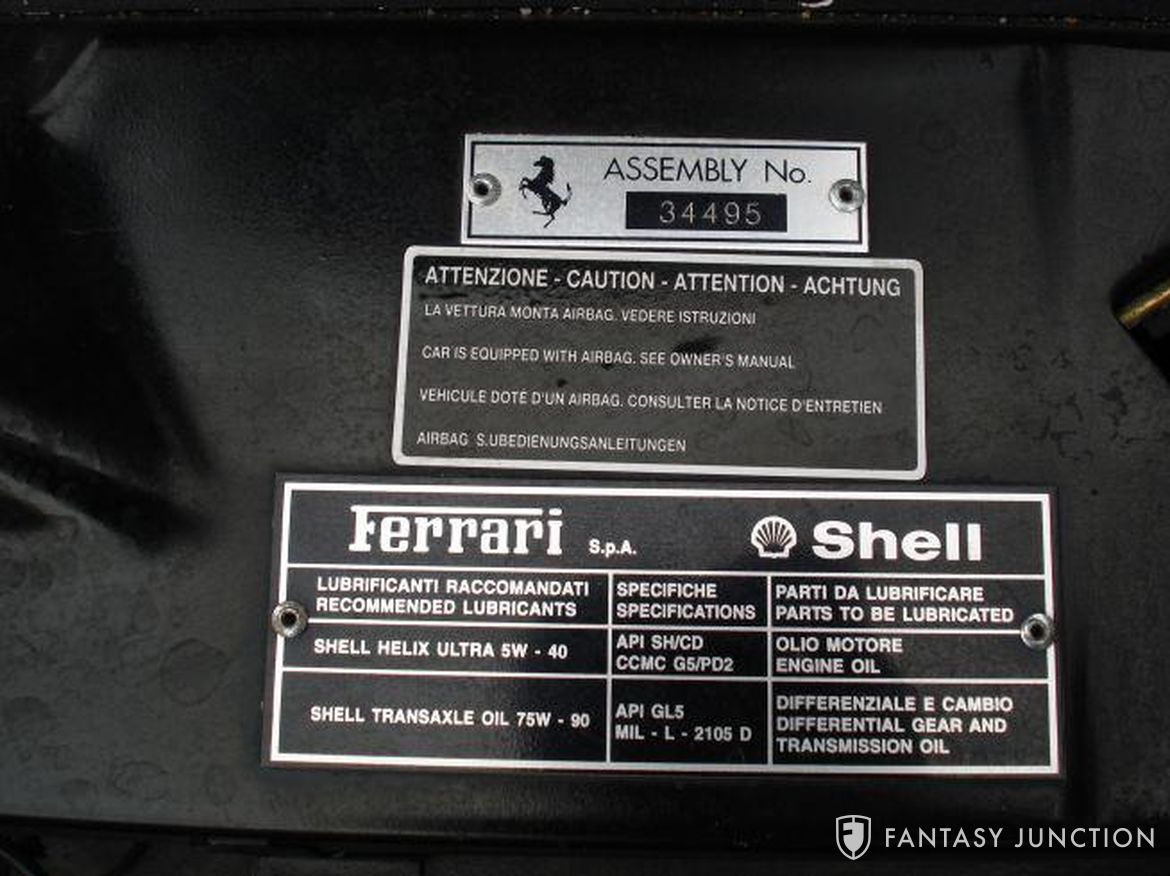 ASSEMBLY No.
34495
ATTENZIONE - CAUTION - ATTENTION - ACHTUNG
LA VETTURA MONTA AIRBAG. VEDERE ISTRUZIONI
CAR IS EQUIPPED WITH AIRBAG. SEE OWNER'S MANUAL
VEHICULE DOTÉ D'UN AIRBAG. CONSULTER LA NOTICE D'ENTRETIEN
AIRBAG S.UBEDIENUNGSANLEITUNGEN
Ferrari S.p.A. Shell
LUBRIFICANTI RACCOMANDATI
RECOMMENDED LUBRICANTS
SPECIFICHE
SPECIFICATIONS
PARTI DA LUBRIFICARE
PARTS TO BE LUBRICATED
SHELL HELIX ULTRA 5W - 40
API SH/CD
CCMC G5/PD2
OLIO MOTORE
ENGINE OIL
SHELL TRANSAXLE OIL 75W - 90
API GL5
MIL - L - 2105 D
DIFFERENZIALE E CAMBIO
DIFFERENTIAL GEAR AND
TRANSMISSION OIL
FANTASY JUNCTION